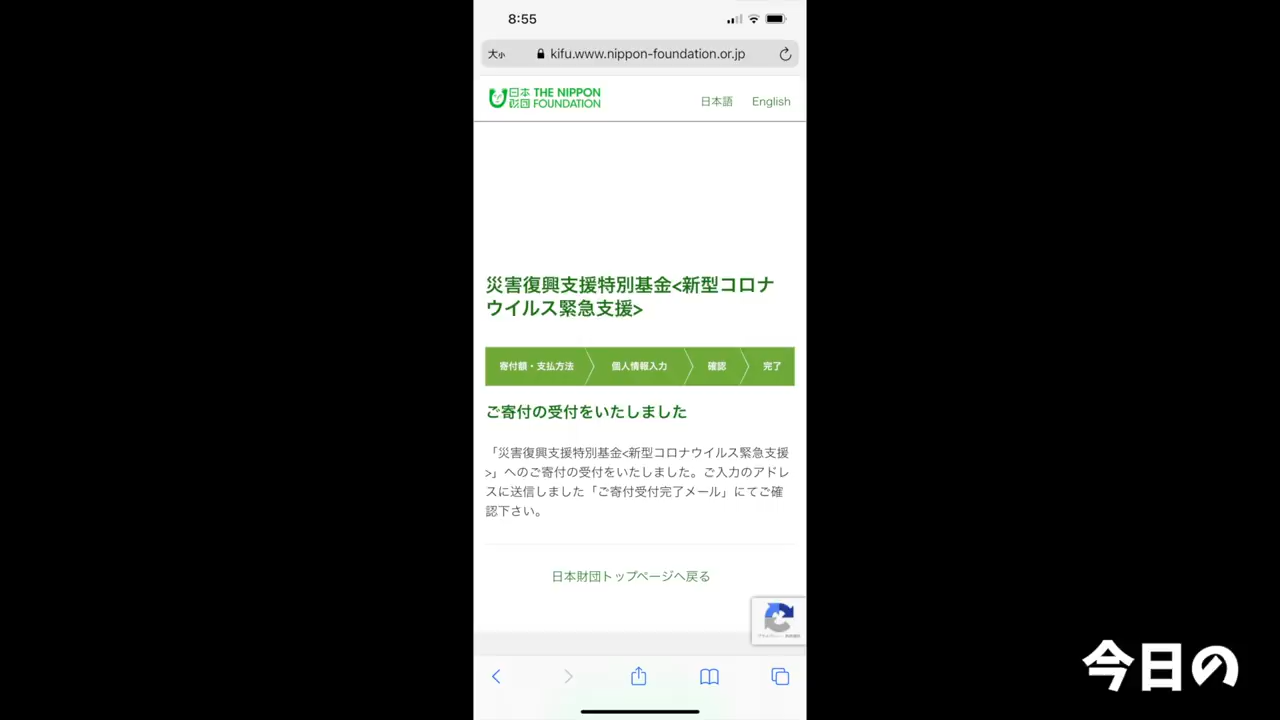 8:55
大小 kifu.www.nippon-foundation.or.jp
日本財団 THE NIPPON FOUNDATION
日本語 English
災害復興支援特別基金<新型コロナ
ウイルス緊急支援>
寄付額・支払方法 個人情報入力 確認 完了
ご寄付の受付をいたしました
「災害復興支援特別基金<新型コロナウイルス緊急支援
>」へのご寄付の受付をいたしました。ご入力のアドレ
スに送信しました「ご寄付受付完了メール」にてご確
認下さい。
日本財団トップページへ戻る
今日の